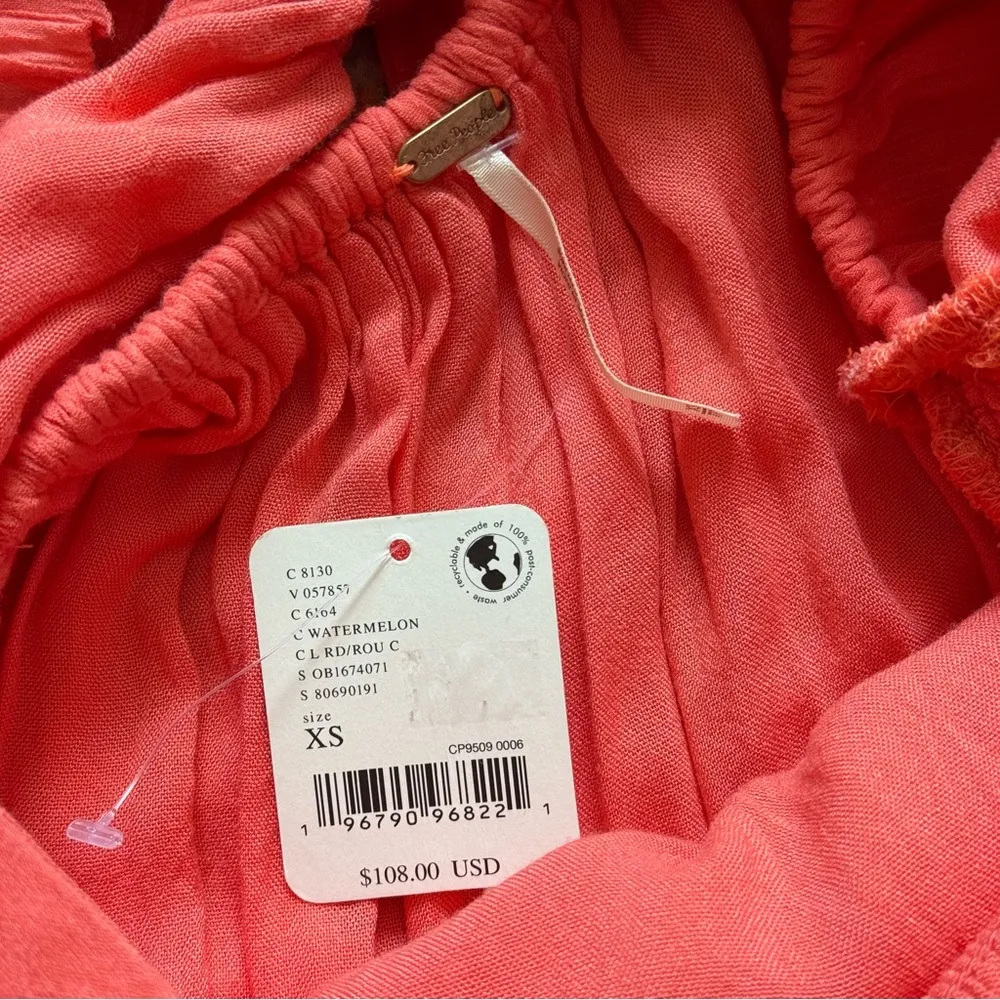 Free People
recyclable & made of 100% post-consumer waste •
C 8130
V 057857
C 6164
C WATERMELON
C L RD/ROU C
S OB1674071
S 80690191
size
XS
CP9509 0006
1 96790 96822 1
$108.00 USD